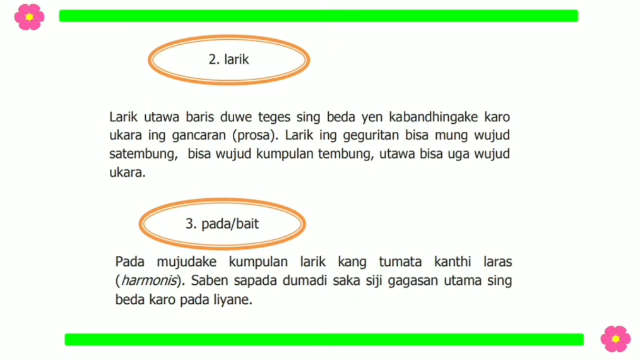 2. larik
Larik utawa baris duwe teges sing beda yen kabandhingake karo
ukara ing gancaran (prosa). Larik ing geguritan bisa mung wujud
satembung, bisa wujud kumpulan tembung, utawa bisa uga wujud
ukara.
3. pada/bait
Pada mujudake kumpulan larik kang tumata kanthi laras
(harmonis). Saben sapada dumadi saka siji gagasan utama sing
beda karo pada liyane.